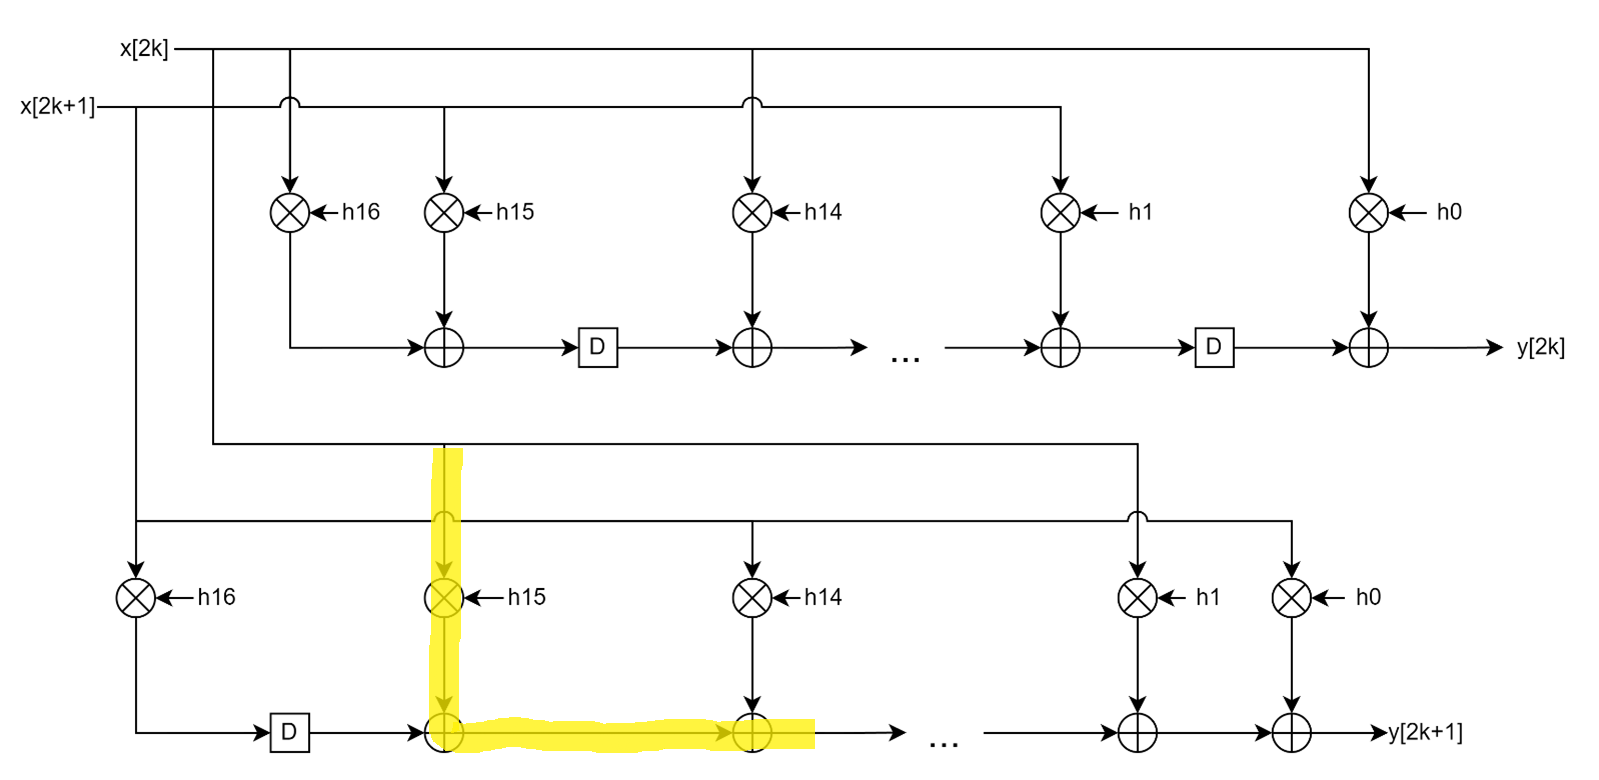 x[2k]
x[2k+1]
h16 h15 h14 h1 h0
D ... D y[2k]
h16 h15 h14 h1 h0
D ... y[2k+1]